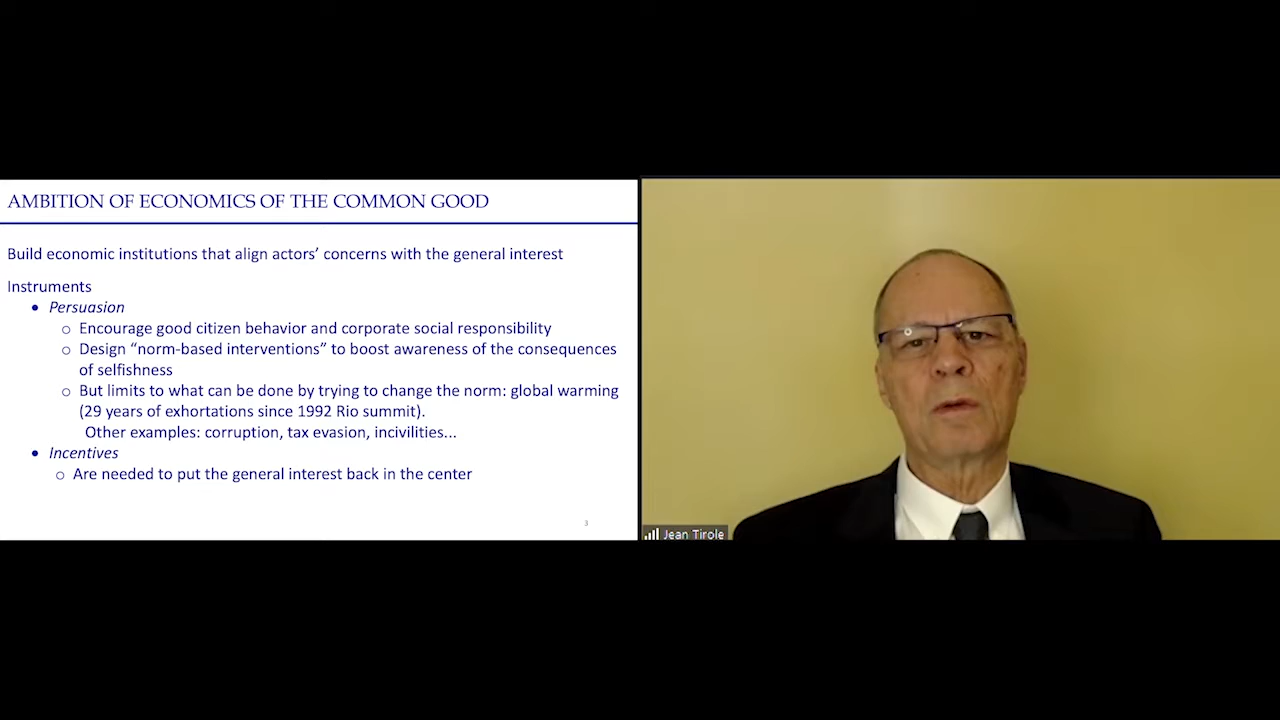 AMBITION OF ECONOMICS OF THE COMMON GOOD
Build economic institutions that align actors’ concerns with the general interest
Instruments
• Persuasion
o Encourage good citizen behavior and corporate social responsibility
o Design “norm-based interventions” to boost awareness of the consequences
of selfishness
o But limits to what can be done by trying to change the norm: global warming
(29 years of exhortations since 1992 Rio summit).
Other examples: corruption, tax evasion, incivilities...
• Incentives
o Are needed to put the general interest back in the center
3
Jean Tirole